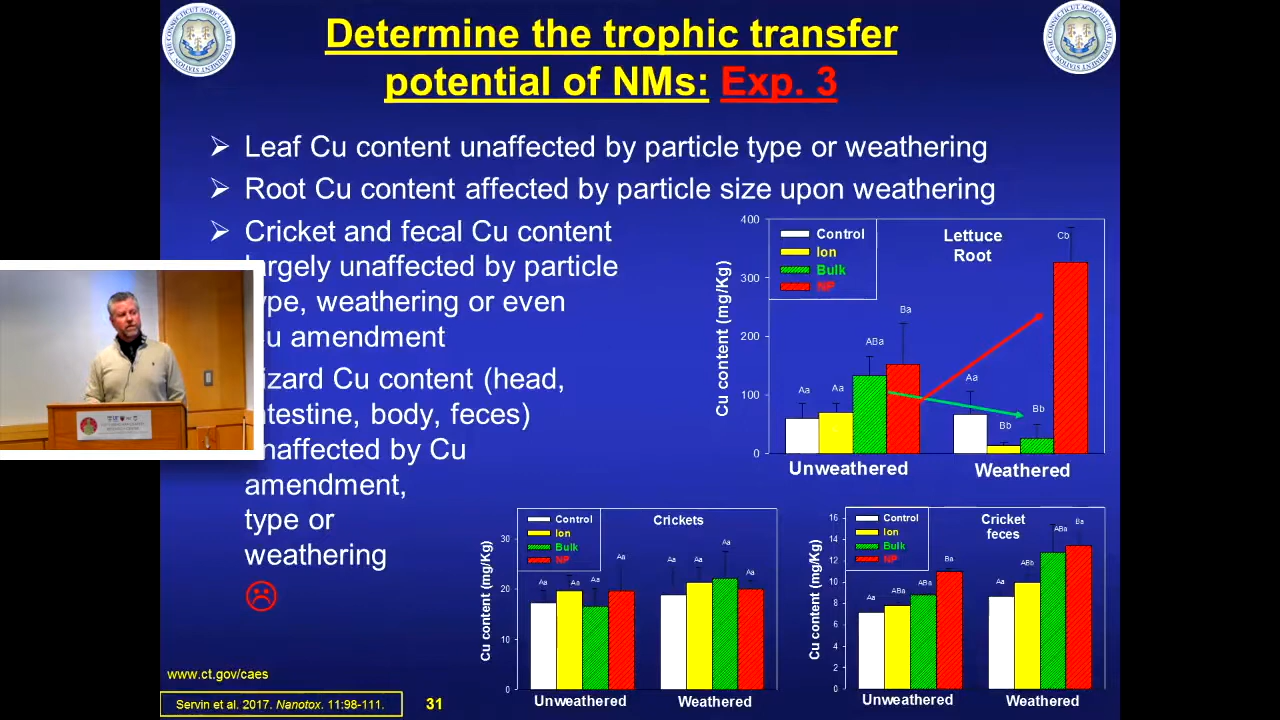 Determine the trophic transfer
potential of NMs: Exp. 3
➢ Leaf Cu content unaffected by particle type or weathering
➢ Root Cu content affected by particle size upon weathering
➢ Cricket and fecal Cu content
largely unaffected by particle
type, weathering or even
Cu amendment
Lizard Cu content (head,
intestine, body, feces)
unaffected by Cu
amendment,
type or
weathering
www.ct.gov/caes
Servin et al. 2017. Nanotox. 11:98-111.
31
Lettuce
Root
Control
Ion
Bulk
NP
Cu content (mg/Kg)
400
300
200
100
0
Aa
Aa
ABa
Ba
Aa
Bb
Bb
Cb
Unweathered
Weathered
Crickets
Control
Ion
Bulk
NP
Cu content (mg/Kg)
30
20
10
0
Aa
Aa
Aa
Aa
Aa
Aa
Aa
Aa
Unweathered
Weathered
Cricket
feces
Control
Ion
Bulk
NP
Cu content (mg/Kg)
16
14
12
10
8
6
4
2
0
Aa
ABa
ABa
Ba
Aa
ABb
ABa
Ba
Unweathered
Weathered